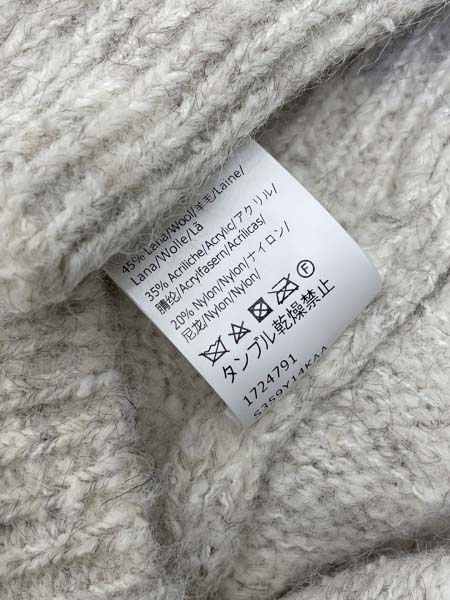 45% Lana/Wool/羊毛/Laine/
Lana/Wolle/Lã
35% Acriliche/Acrylic/アクリル/
腈纶/Acrylfasern/Acrílicas/
20% Nylon/Nylon/ナイロン/
尼龙/Nylon/Nylon/
F
タンブル乾燥禁止
1724791
S359Y14KAA